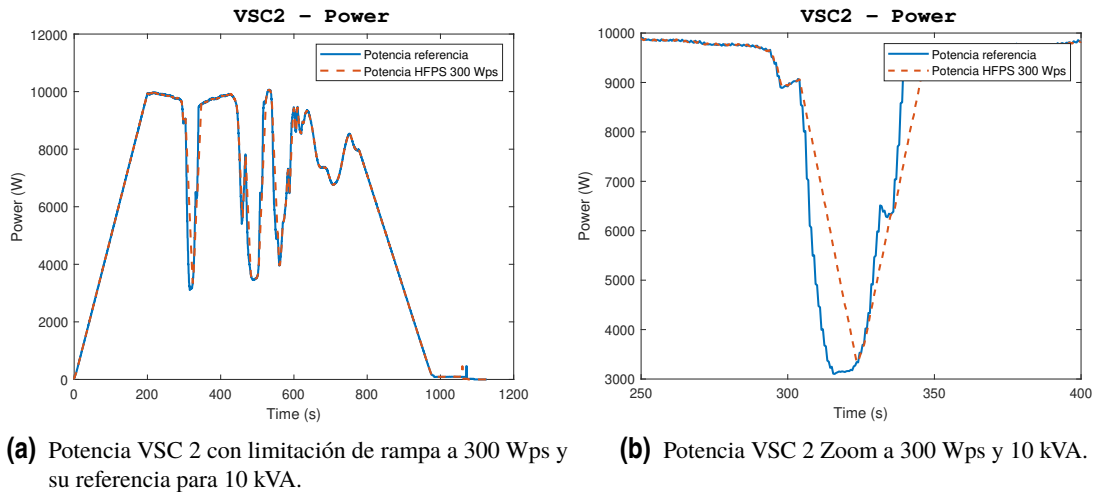 VSC2 – Power
12000
10000
8000
6000
4000
2000
0
Power (W)
0
200
400
600
800
1000
1200
Time (s)
Potencia referencia
Potencia HFPS 300 Wps
(a) Potencia VSC 2 con limitación de rampa a 300 Wps y
su referencia para 10 kVA.
VSC2 – Power
10000
9000
8000
7000
6000
5000
4000
3000
Power (W)
250
300
350
400
Time (s)
Potencia referencia
Potencia HFPS 300 Wps
(b) Potencia VSC 2 Zoom a 300 Wps y 10 kVA.